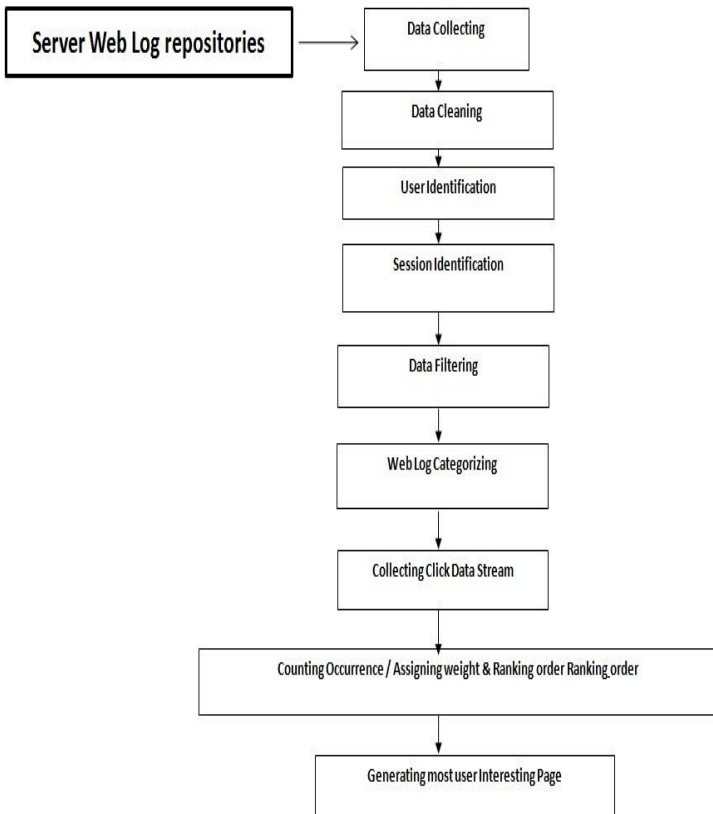 Server Web Log repositories
Data Collecting
Data Cleaning
User Identification
Session Identification
Data Filtering
Web Log Categorizing
Collecting Click Data Stream
Counting Occurrence / Assigning weight & Ranking order Ranking order
Generating most user Interesting Page